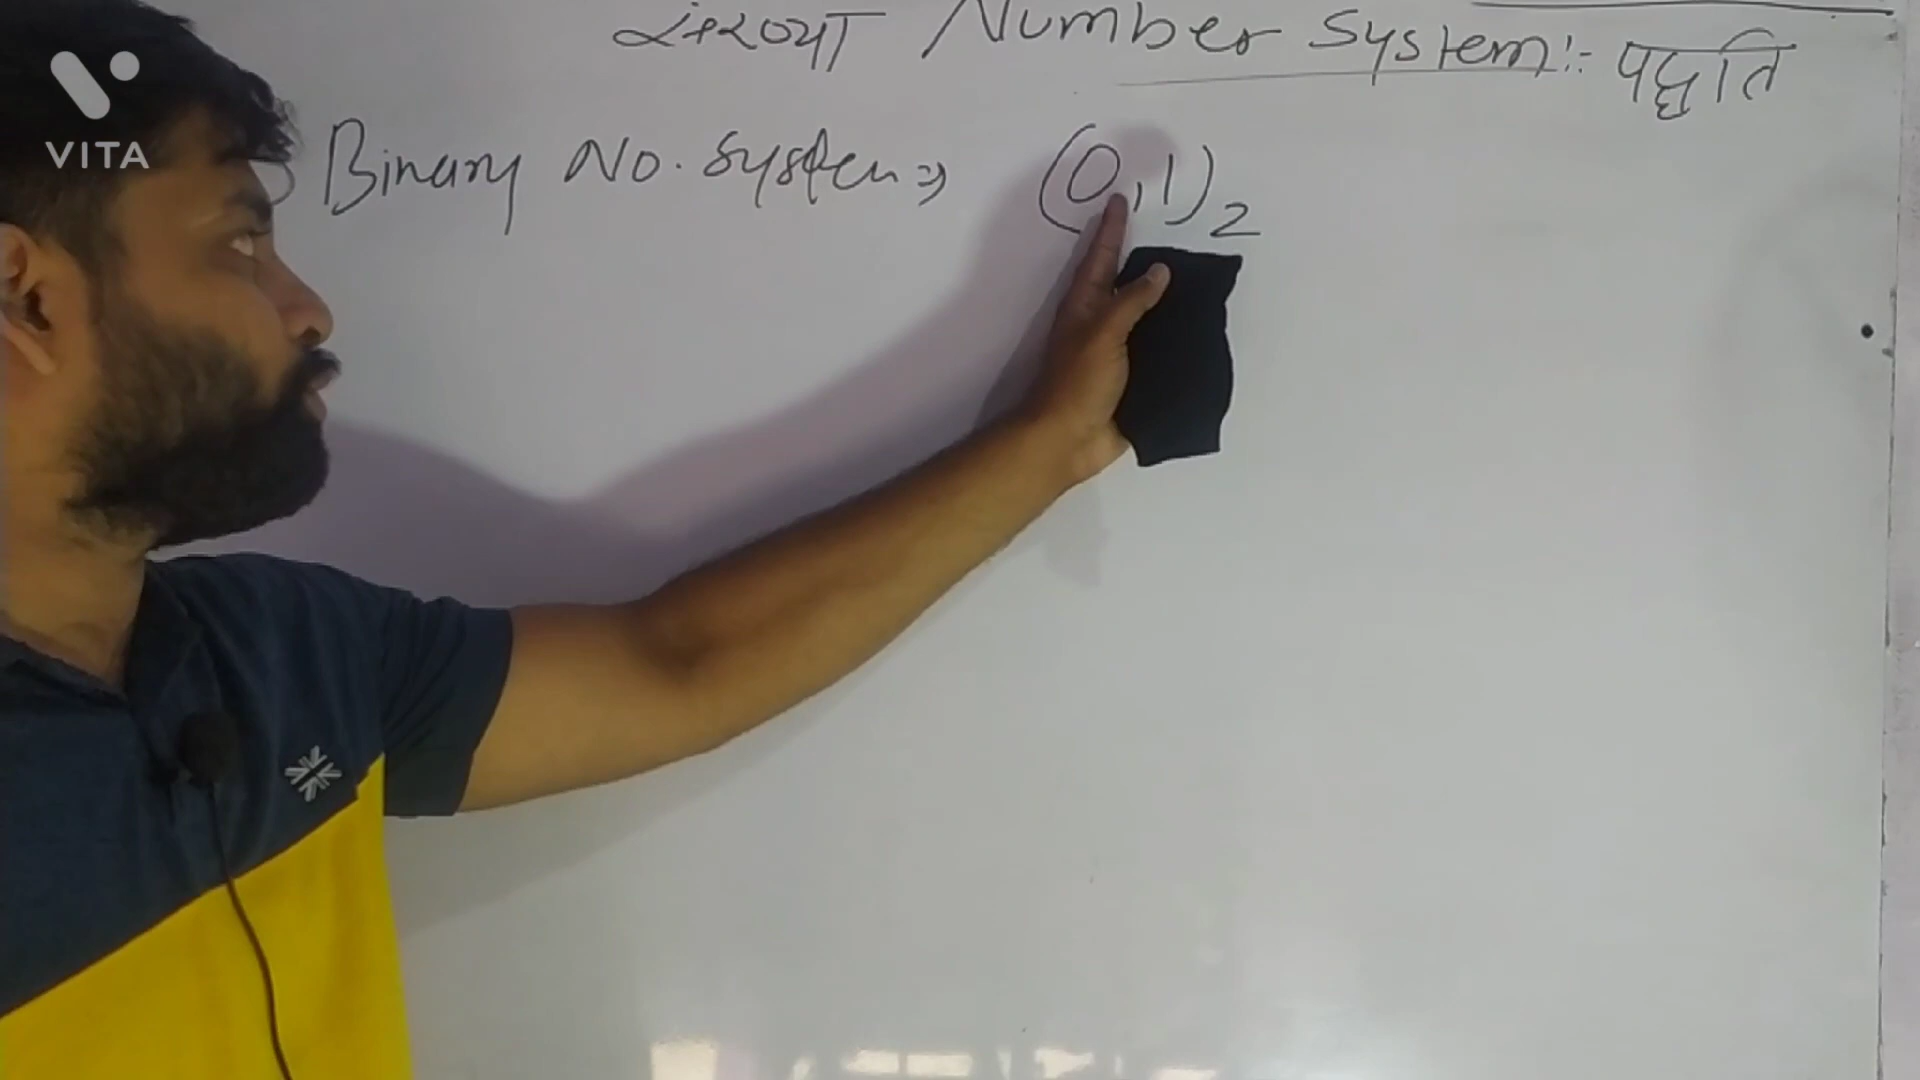 संख्या Number System:- पद्धति
VITA
Binary No. System ⇒ (0,1)₂